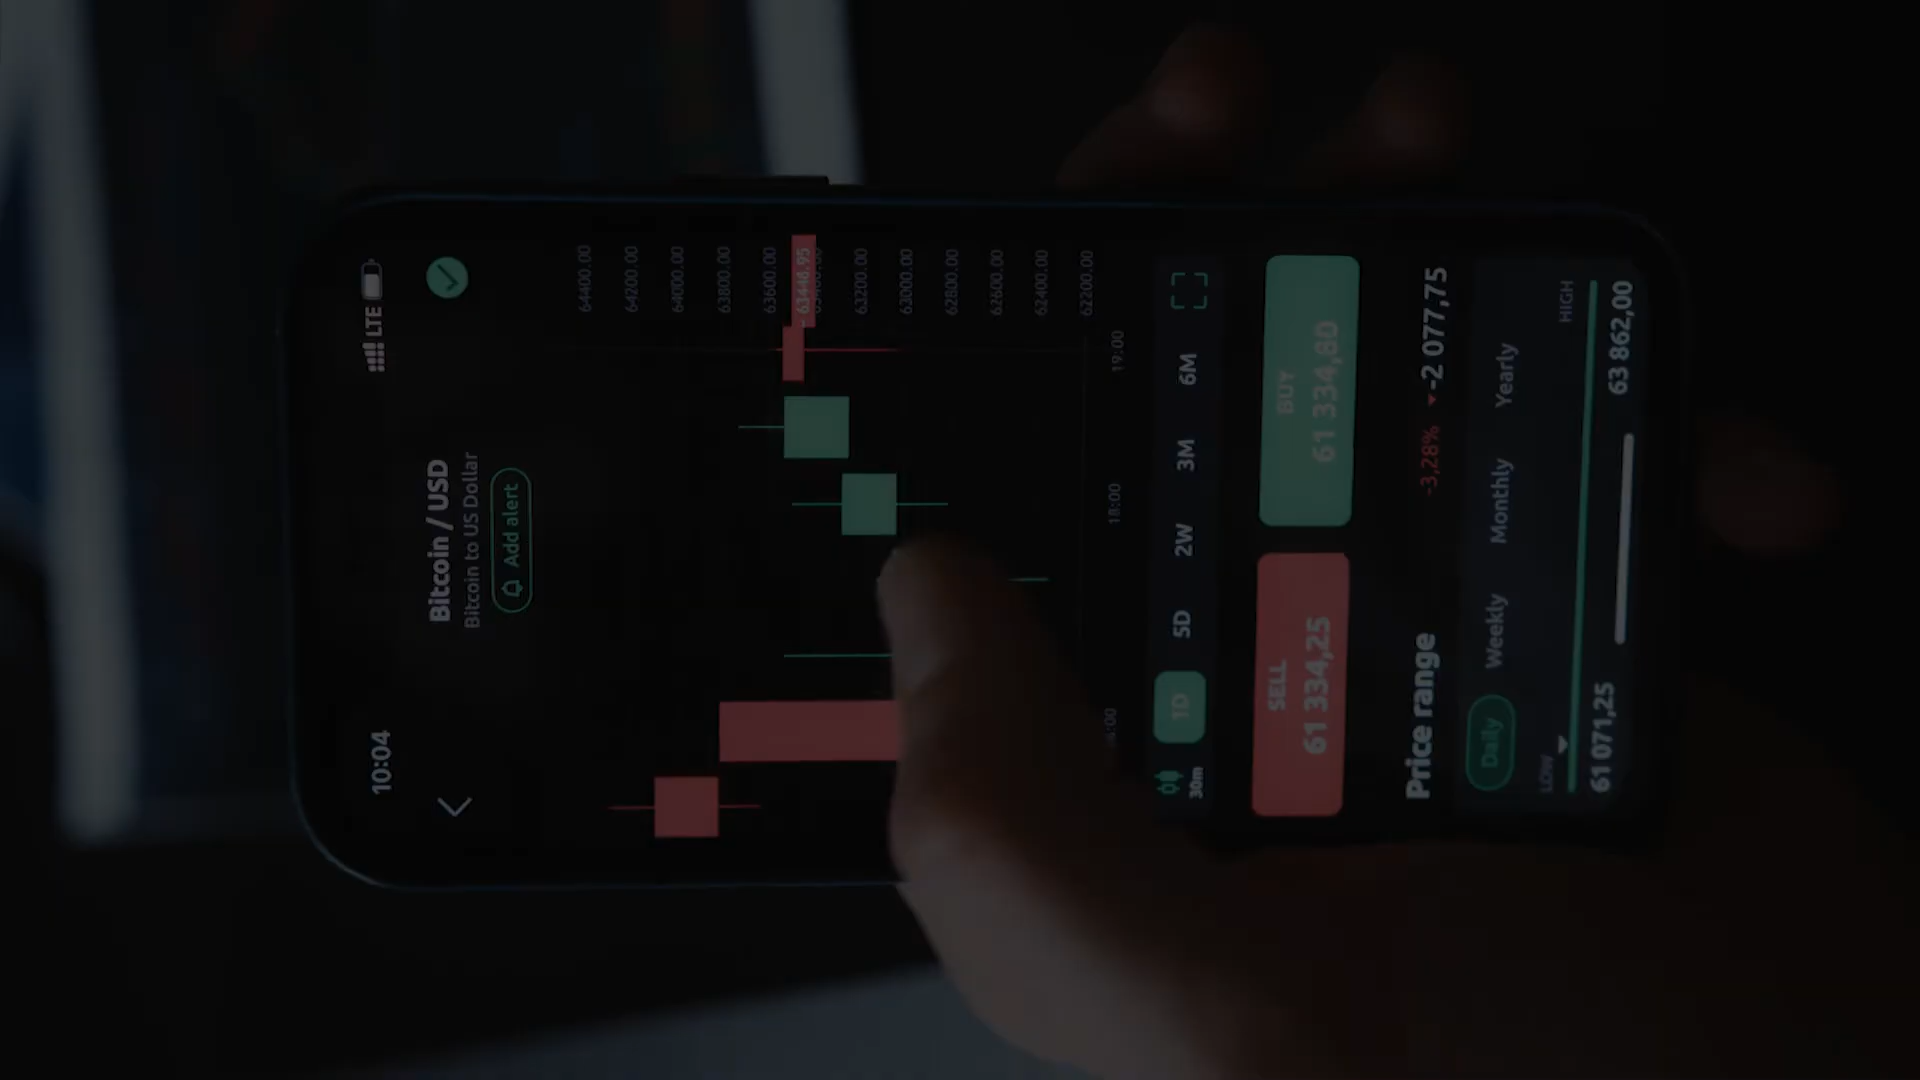 10:04
LTE
Bitcoin / USD
Bitcoin to US Dollar
Add alert
64400.00
64200.00
64000.00
63800.00
63600.00
63448.95
63200.00
63000.00
62800.00
62600.00
62400.00
62200.00
18:00
19:00
30m
1D
5D
2W
3M
6M
SELL
61 334,25
BUY
61 334,80
Price range
-3,28%
-2 077,75
Daily
Weekly
Monthly
Yearly
LOW
HIGH
61 071,25
63 862,00